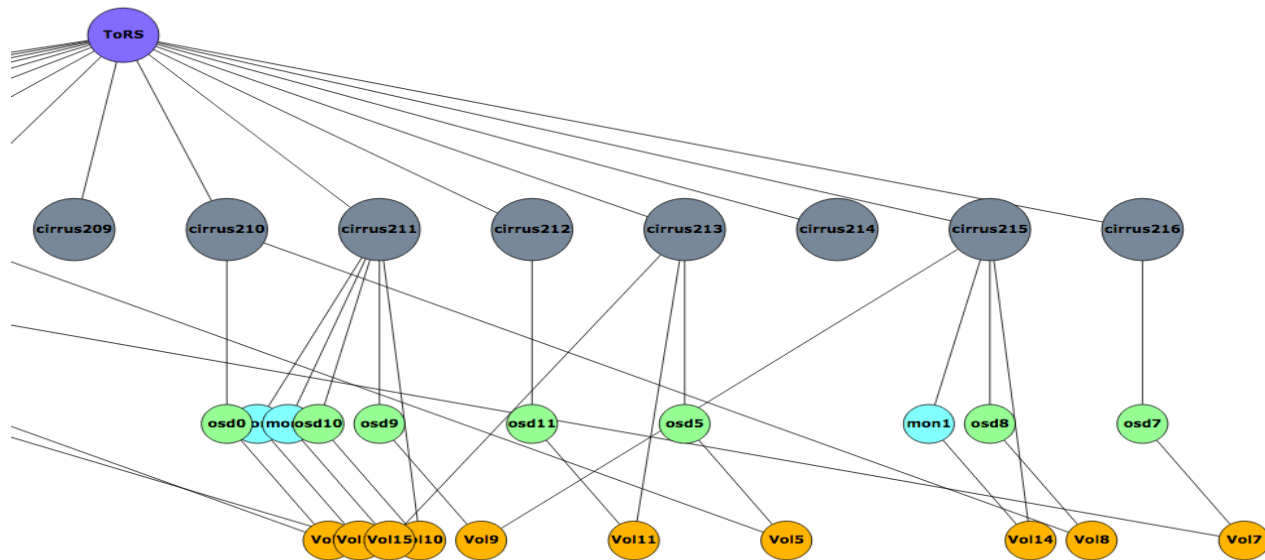 ToRS
cirrus209 cirrus210 cirrus211 cirrus212 cirrus213 cirrus214 cirrus215 cirrus216
osd0 osd10 osd9 osd11 osd5 mon1 osd8 osd7
Vol15 Vol9 Vol11 Vol5 Vol14 Vol8 Vol7